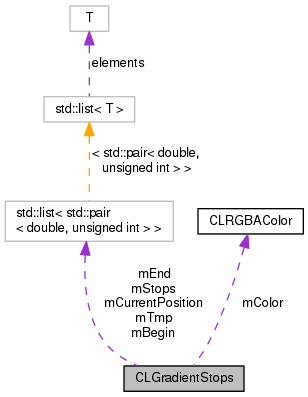 T
elements
std::list< T >
< std::pair< double,
unsigned int > >
std::list< std::pair
< double, unsigned int > >
CLRGBAColor
mEnd
mStops
mCurrentPosition
mTmp
mBegin
mColor
CLGradientStops